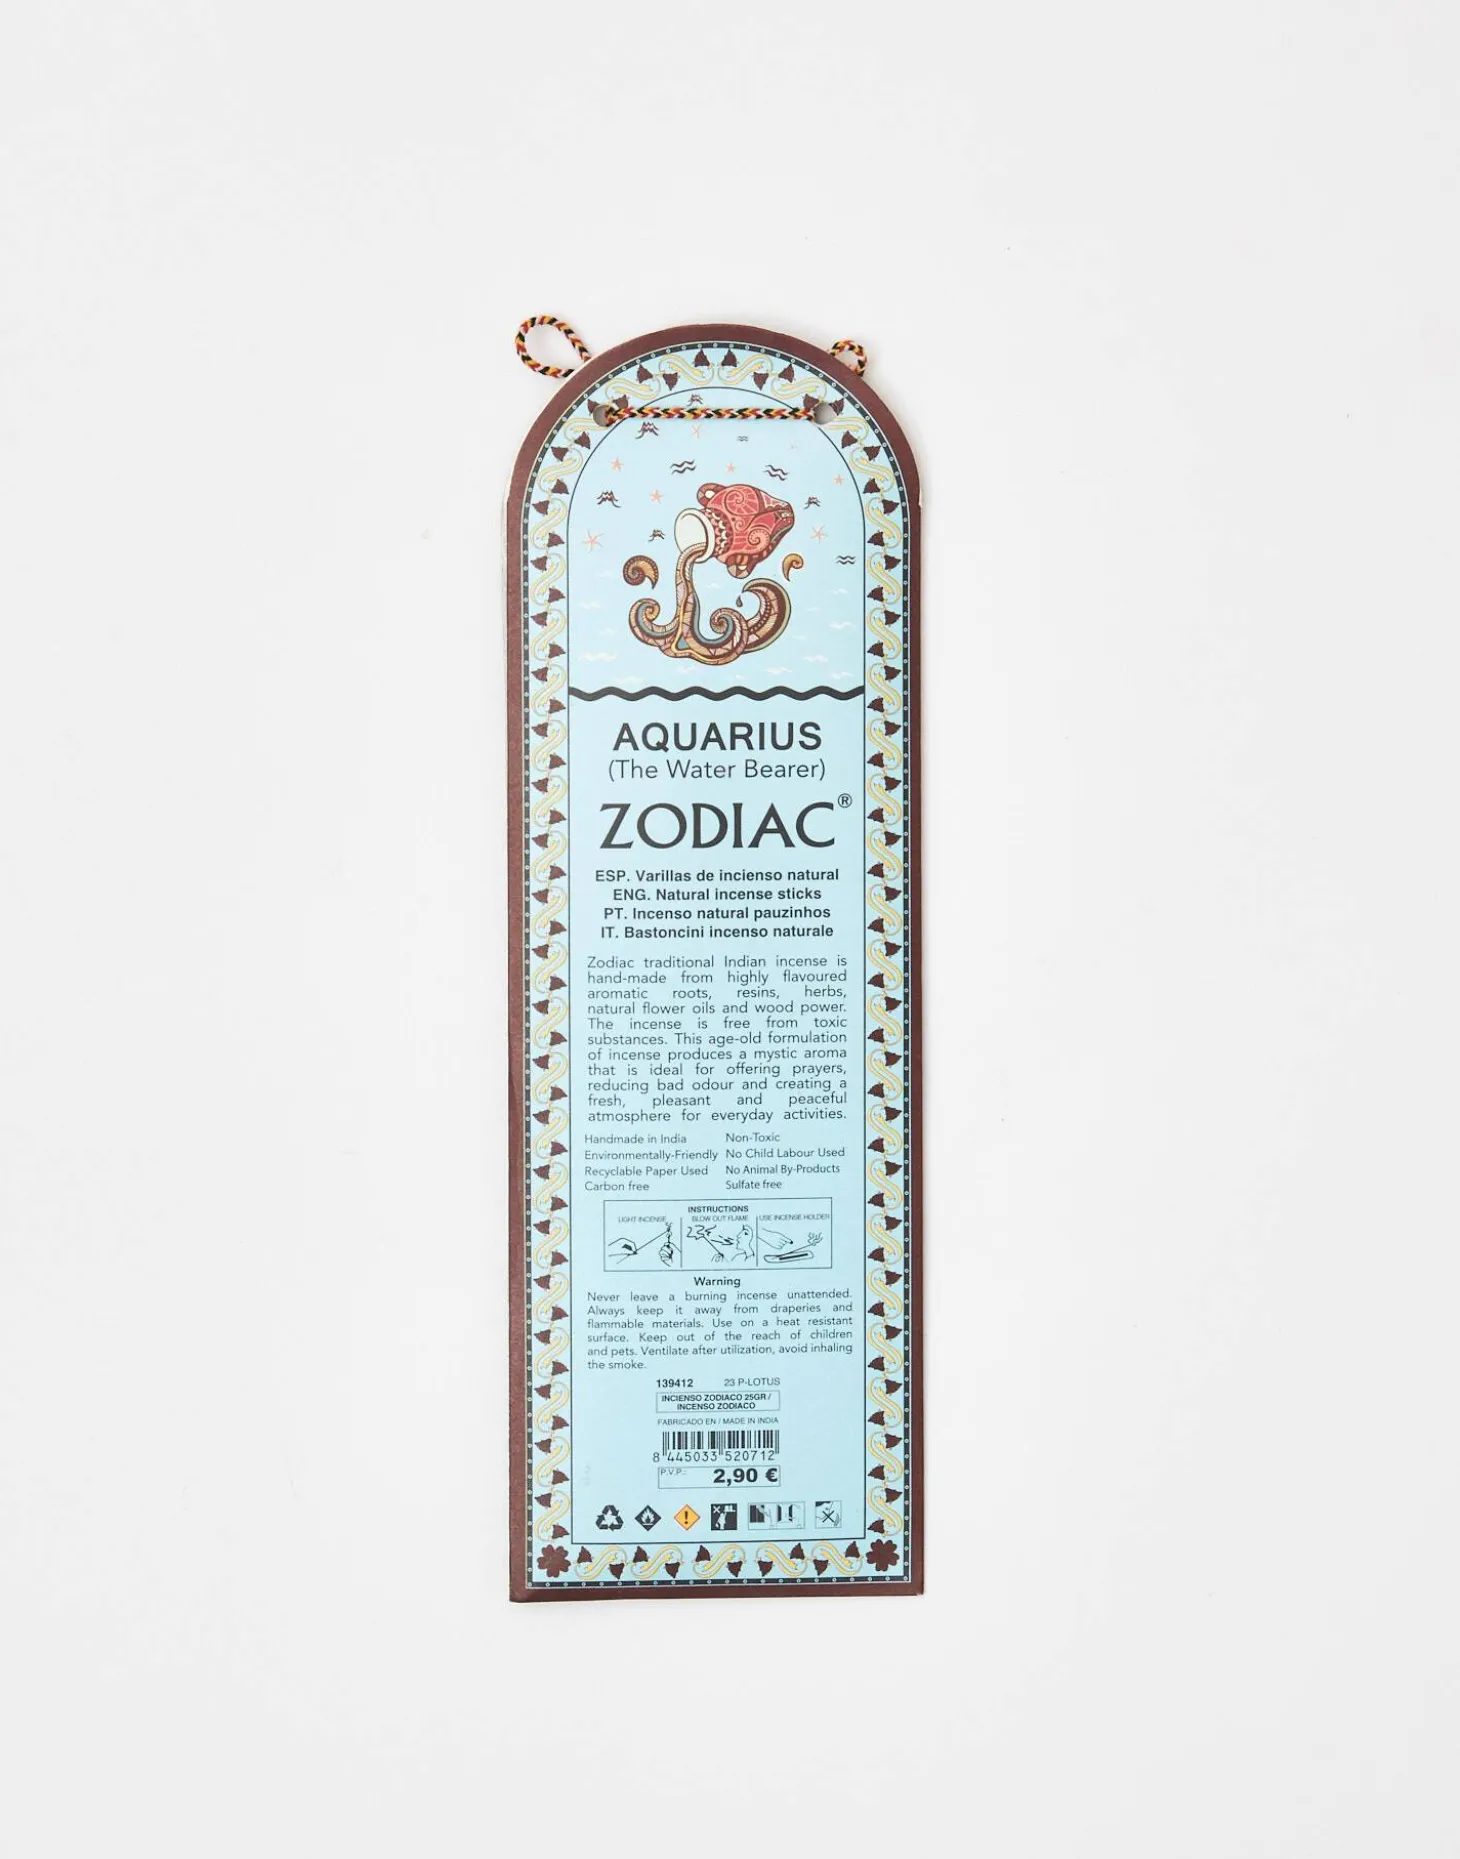 AQUARIUS
(The Water Bearer)
ZODIAC®
ESP. Varillas de incienso natural
ENG. Natural incense sticks
PT. Incenso natural pauzinhos
IT. Bastoncini incenso naturale
Zodiac traditional Indian incense is
hand-made from highly flavoured
aromatic roots, resins, herbs,
natural flower oils and wood power.
The incense is free from toxic
substances. This age-old formulation
of incense produces a mystic aroma
that is ideal for offering prayers,
reducing bad odour and creating a
fresh, pleasant and peaceful
atmosphere for everyday activities.
Handmade in India Non-Toxic
Environmentally-Friendly No Child Labour Used
Recyclable Paper Used No Animal By-Products
Carbon free Sulfate free
INSTRUCTIONS
LIGHT INCENSE BLOW OUT FLAME USE INCENSE HOLDER
Warning
Never leave a burning incense unattended.
Always keep it away from draperies and
flammable materials. Use on a heat resistant
surface. Keep out of the reach of children
and pets. Ventilate after utilization, avoid inhaling
the smoke.
139412 23 P-LOTUS
INCIENSO ZODIACO 25GR /
INCENSO ZODIACO
FABRICADO EN / MADE IN INDIA
8 445033 520712
P.V.P.: 2,90 €